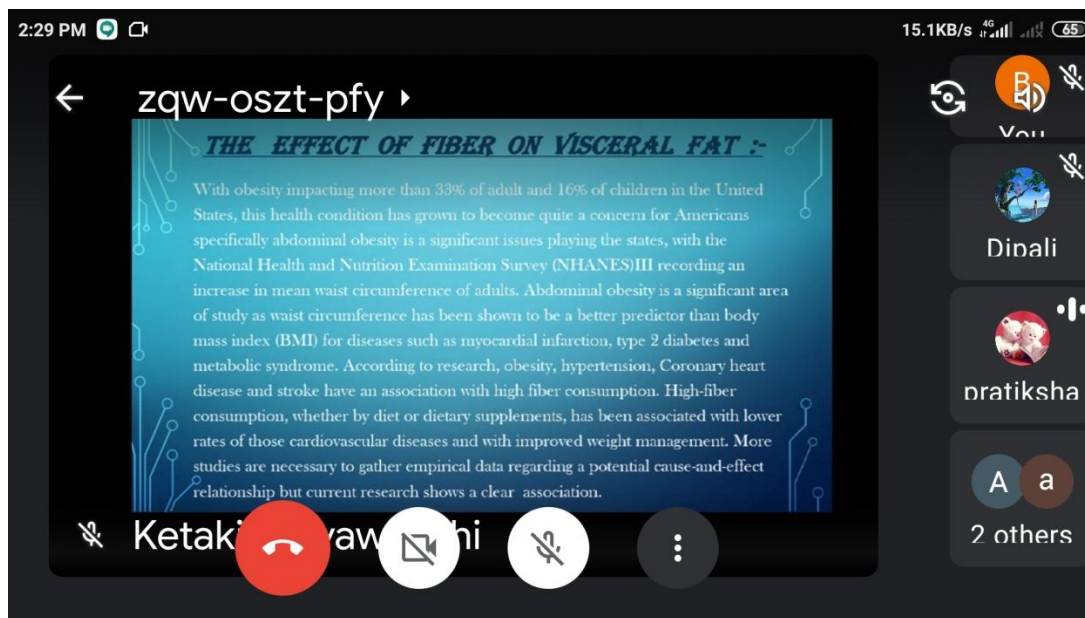 2:29 PM
15.1KB/s 4G 65
zqw-oszt-pfy
THE EFFECT OF FIBER ON VISCERAL FAT :-
With obesity impacting more than 33% of adult and 16% of children in the United
States, this health condition has grown to become quite a concern for Americans
specifically abdominal obesity is a significant issues playing the states, with the
National Health and Nutrition Examination Survey (NHANES)III recording an
increase in mean waist circumference of adults. Abdominal obesity is a significant area
of study as waist circumference has been shown to be a better predictor than body
mass index (BMI) for diseases such as myocardial infarction, type 2 diabetes and
metabolic syndrome. According to research, obesity, hypertension, Coronary heart
disease and stroke have an association with high fiber consumption. High-fiber
consumption, whether by diet or dietary supplements, has been associated with lower
rates of those cardiovascular diseases and with improved weight management. More
studies are necessary to gather empirical data regarding a potential cause-and-effect
relationship but current research shows a clear association.
Ketaki
B
You
Dipali
pratiksha
A a
2 others